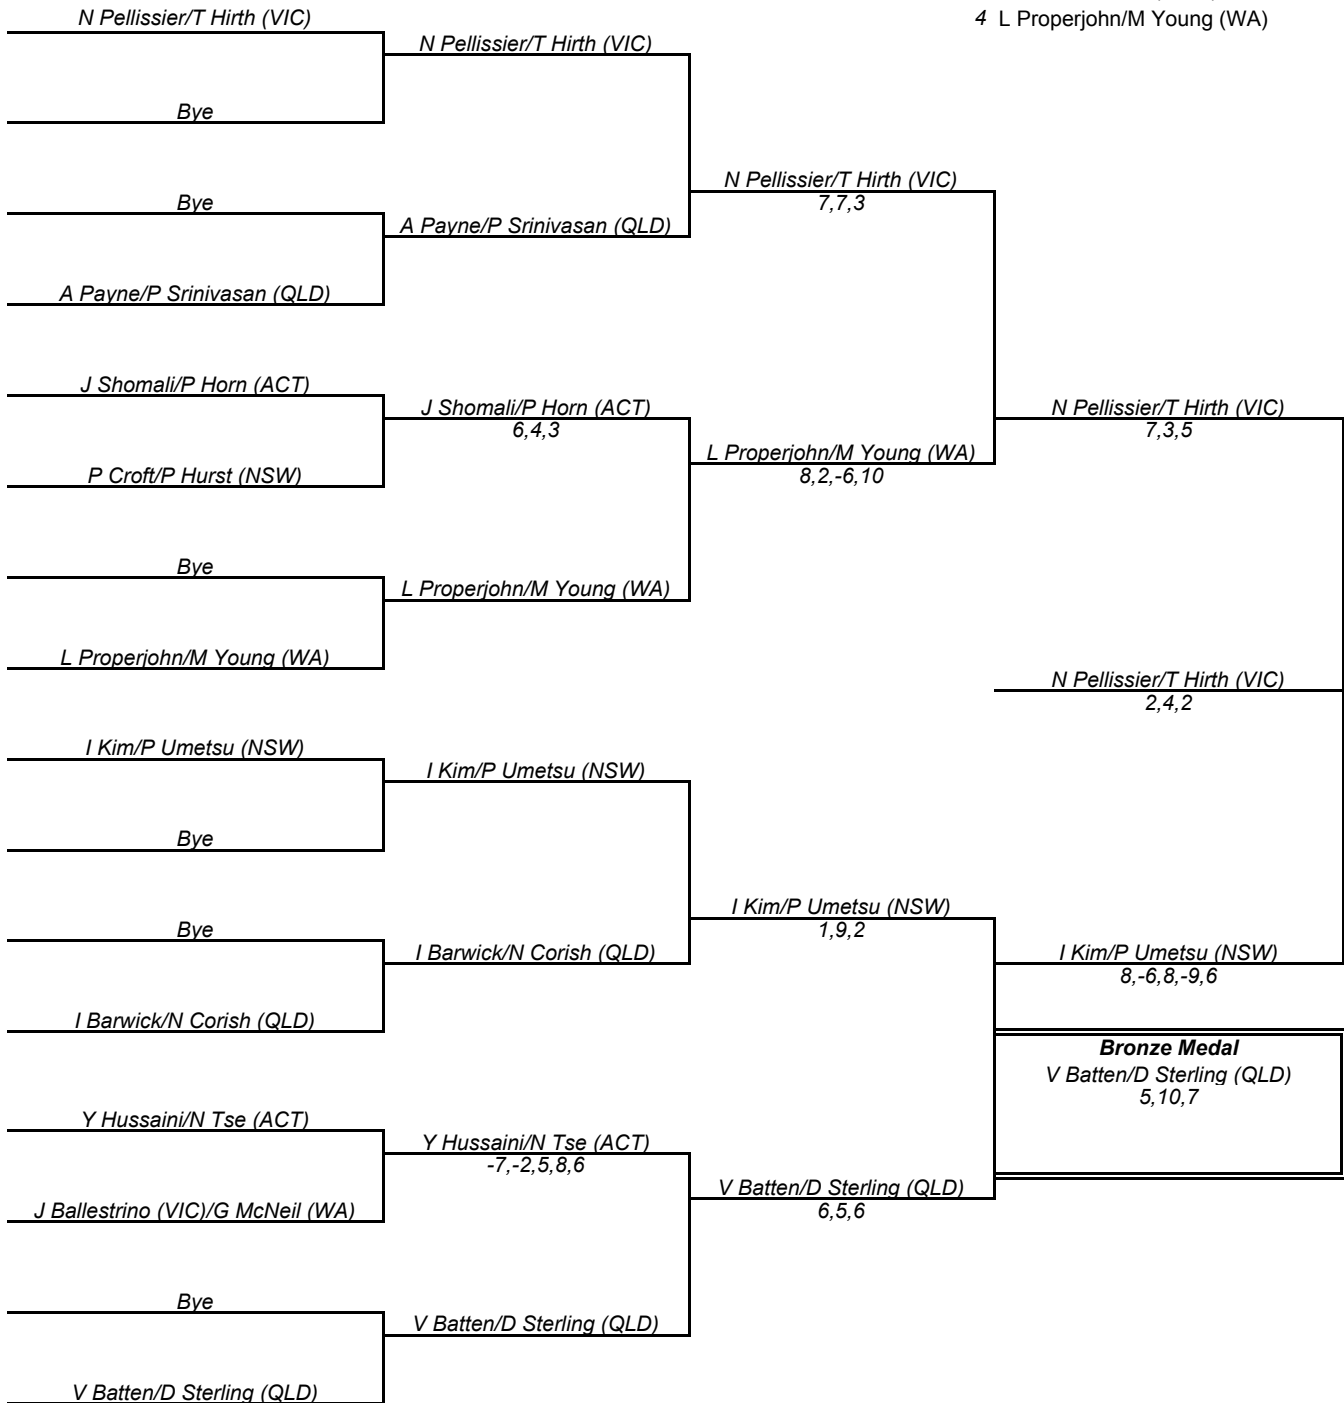 4 L Properjohn/M Young (WA)
N Pellissier/T Hirth (VIC)
Bye
Bye
A Payne/P Srinivasan (QLD)
J Shomali/P Horn (ACT)
P Croft/P Hurst (NSW)
Bye
L Properjohn/M Young (WA)
I Kim/P Umetsu (NSW)
Bye
Bye
I Barwick/N Corish (QLD)
Y Hussaini/N Tse (ACT)
J Ballestrino (VIC)/G McNeil (WA)
Bye
V Batten/D Sterling (QLD)
N Pellissier/T Hirth (VIC)
A Payne/P Srinivasan (QLD)
J Shomali/P Horn (ACT)
6,4,3
L Properjohn/M Young (WA)
I Kim/P Umetsu (NSW)
I Barwick/N Corish (QLD)
Y Hussaini/N Tse (ACT)
-7,-2,5,8,6
V Batten/D Sterling (QLD)
N Pellissier/T Hirth (VIC)
7,7,3
L Properjohn/M Young (WA)
8,2,-6,10
I Kim/P Umetsu (NSW)
1,9,2
V Batten/D Sterling (QLD)
6,5,6
N Pellissier/T Hirth (VIC)
7,3,5
N Pellissier/T Hirth (VIC)
2,4,2
I Kim/P Umetsu (NSW)
8,-6,8,-9,6
Bronze Medal
V Batten/D Sterling (QLD)
5,10,7